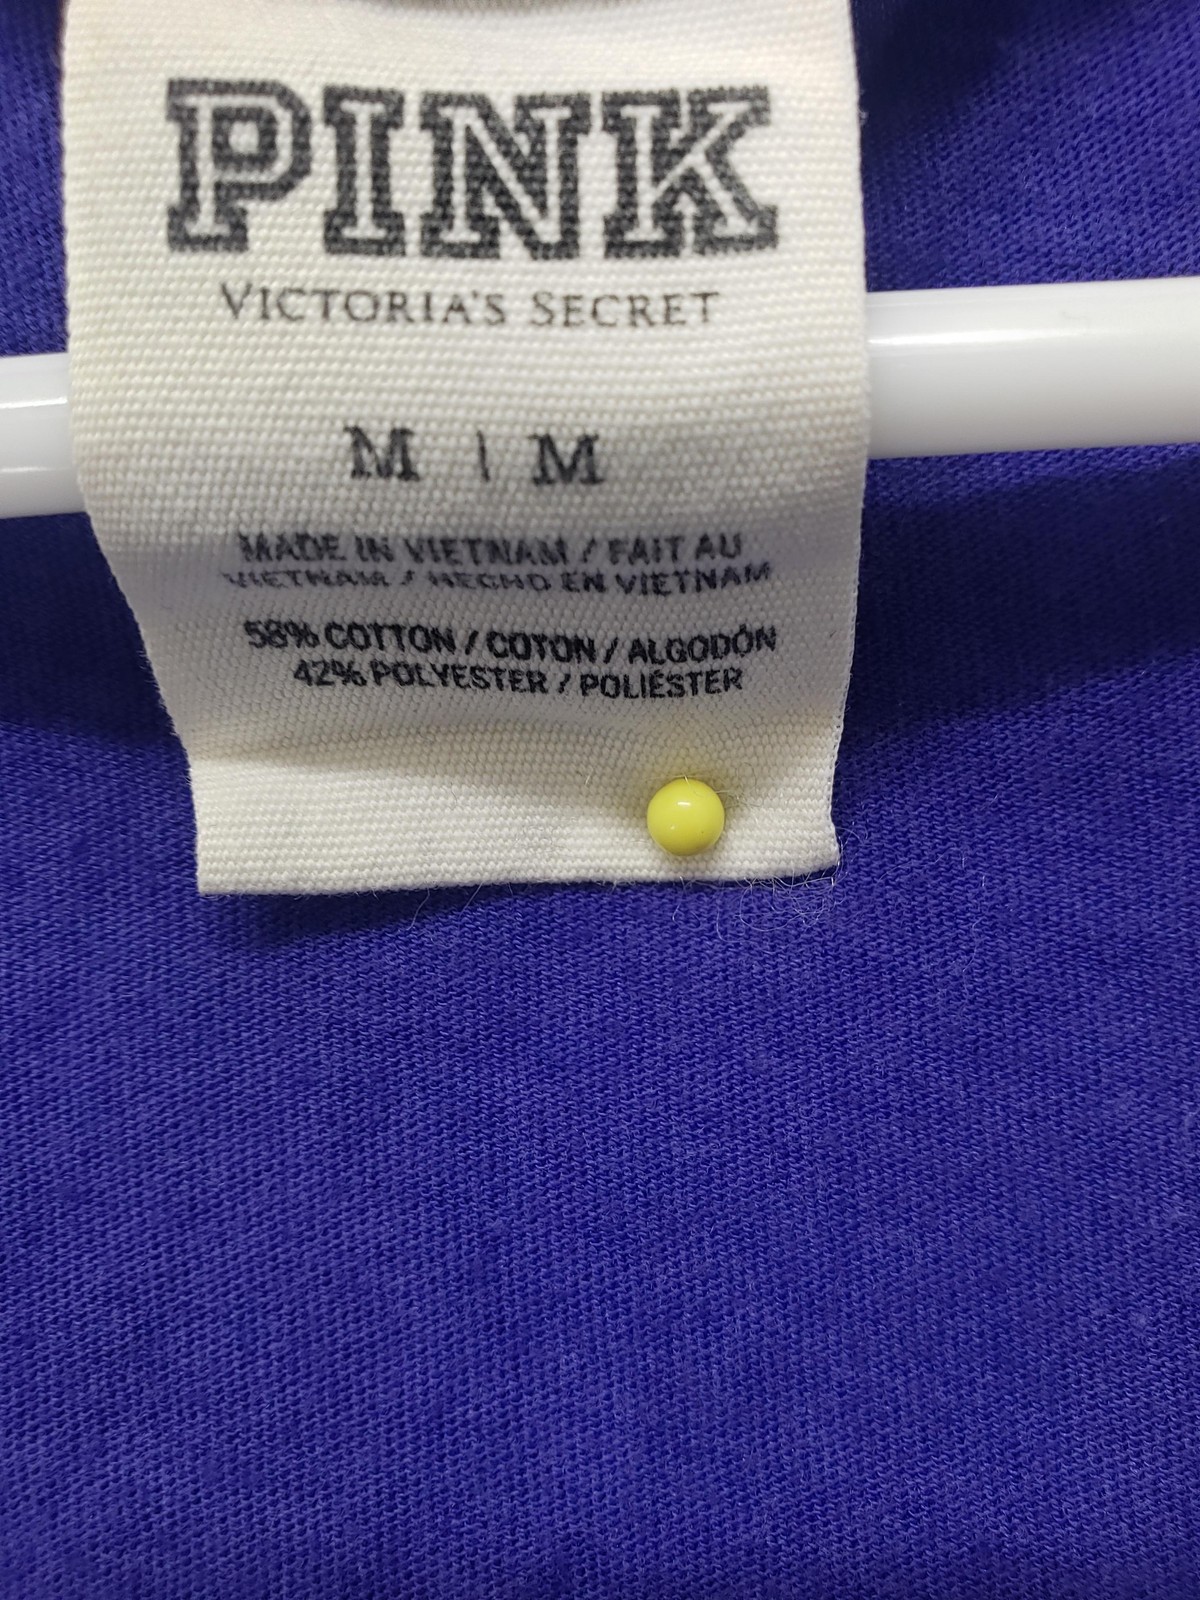 PINK
VICTORIA'S SECRET
M | M
MADE IN VIETNAM / FAIT AU
VIETNAM / HECHO EN VIETNAM
58% COTTON / COTON / ALGODÓN
42% POLYESTER / POLIÉSTER